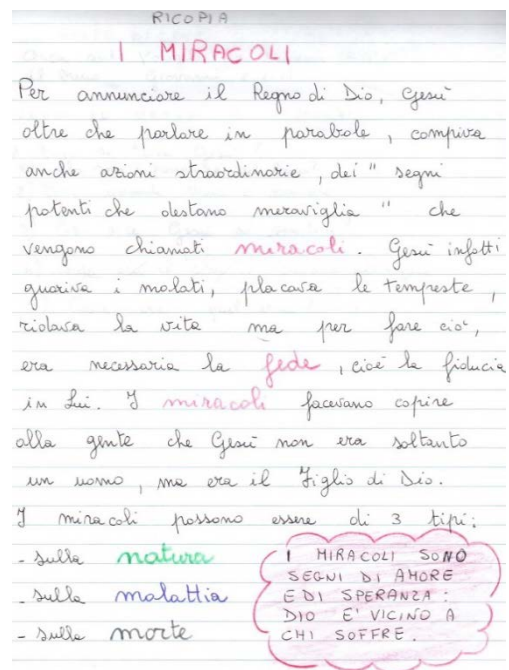 RICOPIA
I MIRACOLI
Per annunciare il Regno di Dio, Gesù
oltre che parlare in parabole, compiva
anche azioni straordinarie, dei "segni
potenti che destano meraviglia" che
vengono chiamati miracoli. Gesù infatti
guariva i malati, placava le tempeste,
ridava la vita ma per fare ciò,
era necessaria la fede, cioè la fiducia
in Lui. I miracoli facevano capire
alla gente che Gesù non era soltanto
un uomo, ma era il Figlio di Dio.
I miracoli possono essere di 3 tipi:
- sulla natura
- sulla malattia
- sulla morte
I MIRACOLI SONO
SEGNI DI AMORE
E DI SPERANZA:
DIO E' VICINO A
CHI SOFFRE.